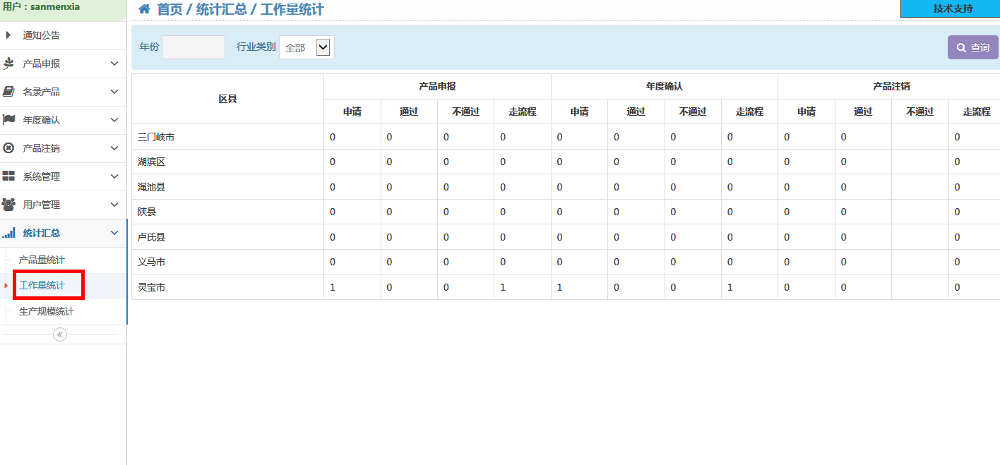 用户：sanmenxia
首页 / 统计汇总 / 工作量统计
技术支持
通知公告
产品申报
名录产品
年度确认
产品注销
系统管理
用户管理
统计汇总
产品量统计
工作量统计
生产规模统计
年份 行业类别 全部 查询
区县 产品申报 年度确认 产品注销
申请 通过 不通过 走流程 申请 通过 不通过 走流程 申请 通过 不通过 走流程
三门峡市 0 0 0 0 0 0 0 0 0 0 0
湖滨区 0 0 0 0 0 0 0 0 0 0 0
渑池县 0 0 0 0 0 0 0 0 0 0 0
陕县 0 0 0 0 0 0 0 0 0 0 0
卢氏县 0 0 0 0 0 0 0 0 0 0 0
义马市 0 0 0 0 0 0 0 0 0 0 0
灵宝市 1 0 0 1 1 0 0 1 0 0 0